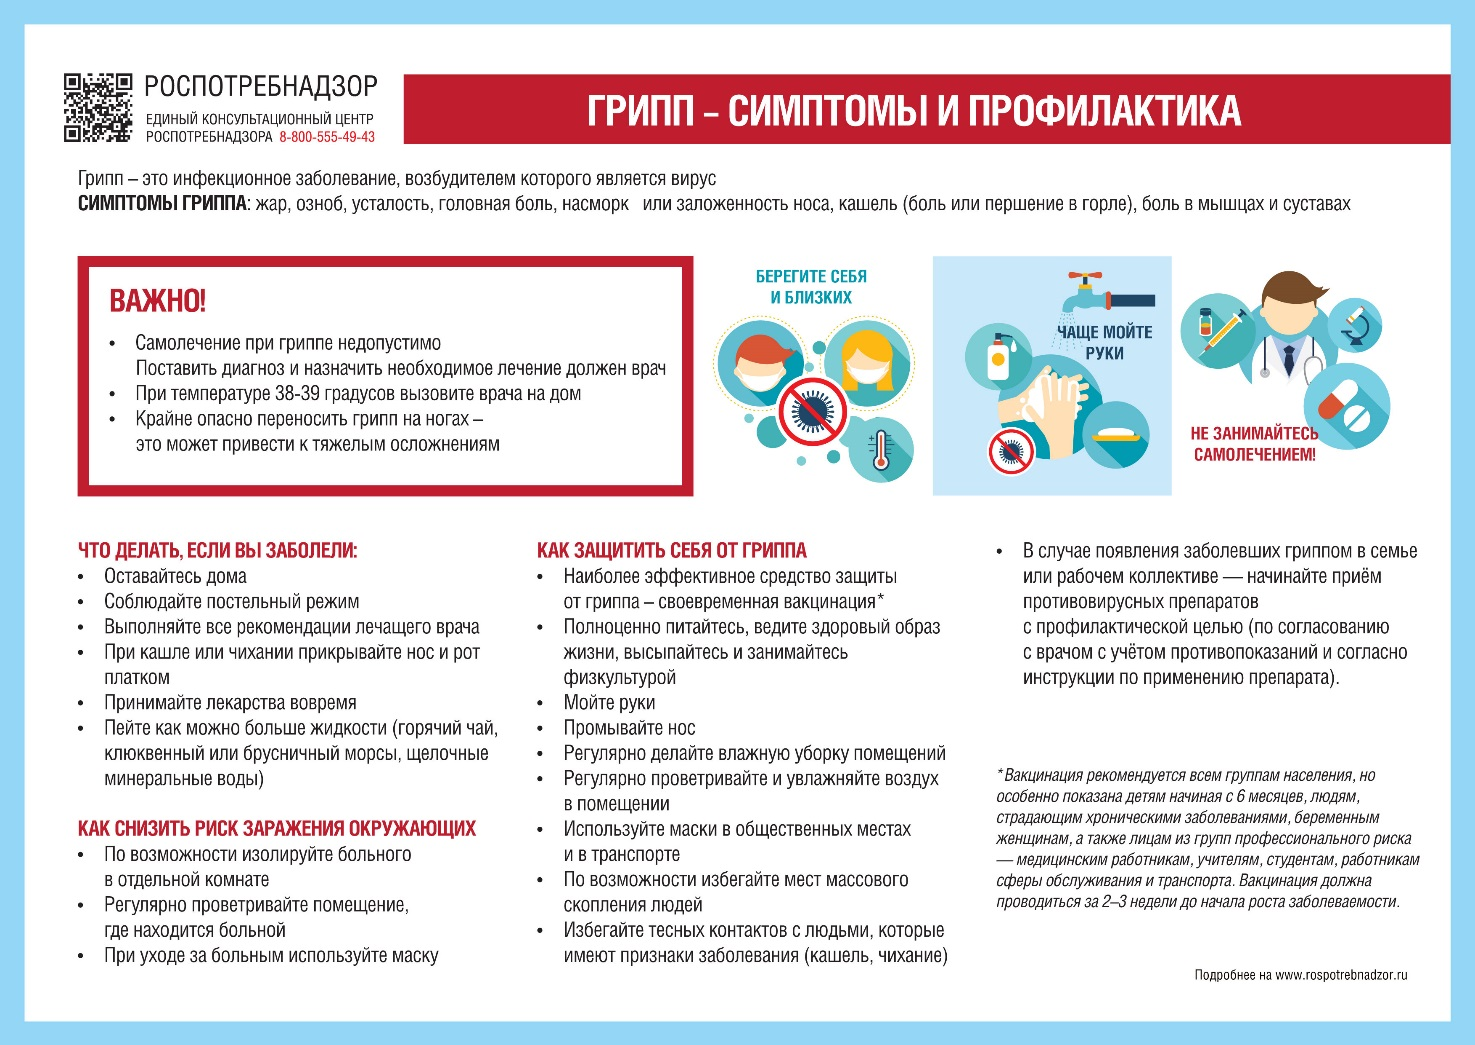 РОСПОТРЕБНАДЗОР
ЕДИНЫЙ КОНСУЛЬТАЦИОННЫЙ ЦЕНТР
РОСПОТРЕБНАДЗОРА 8-800-555-49-43
ГРИПП – СИМПТОМЫ И ПРОФИЛАКТИКА
Грипп – это инфекционное заболевание, возбудителем которого является вирус
СИМПТОМЫ ГРИППА: жар, озноб, усталость, головная боль, насморк или заложенность носа, кашель (боль или першение в горле), боль в мышцах и суставах
ВАЖНО!
• Самолечение при гриппе недопустимо
Поставить диагноз и назначить необходимое лечение должен врач
• При температуре 38-39 градусов вызовите врача на дом
• Крайне опасно переносить грипп на ногах –
это может привести к тяжелым осложнениям
БЕРЕГИТЕ СЕБЯ
И БЛИЗКИХ
ЧАЩЕ МОЙТЕ
РУКИ
НЕ ЗАНИМАЙТЕСЬ
САМОЛЕЧЕНИЕМ!
ЧТО ДЕЛАТЬ, ЕСЛИ ВЫ ЗАБОЛЕЛИ:
• Оставайтесь дома
• Соблюдайте постельный режим
• Выполняйте все рекомендации лечащего врача
• При кашле или чихании прикрывайте нос и рот
платком
• Принимайте лекарства вовремя
• Пейте как можно больше жидкости (горячий чай,
клюквенный или брусничный морсы, щелочные
минеральные воды)
КАК СНИЗИТЬ РИСК ЗАРАЖЕНИЯ ОКРУЖАЮЩИХ
• По возможности изолируйте больного
в отдельной комнате
• Регулярно проветривайте помещение,
где находится больной
• При уходе за больным используйте маску
КАК ЗАЩИТИТЬ СЕБЯ ОТ ГРИППА
• Наиболее эффективное средство защиты
от гриппа – своевременная вакцинация*
• Полноценно питайтесь, ведите здоровый образ
жизни, высыпайтесь и занимайтесь
физкультурой
• Мойте руки
• Промывайте нос
• Регулярно делайте влажную уборку помещений
• Регулярно проветривайте и увлажняйте воздух
в помещении
• Используйте маски в общественных местах
и в транспорте
• По возможности избегайте мест массового
скопления людей
• Избегайте тесных контактов с людьми, которые
имеют признаки заболевания (кашель, чихание)
• В случае появления заболевших гриппом в семье
или рабочем коллективе — начинайте приём
противовирусных препаратов
с профилактической целью (по согласованию
с врачом с учётом противопоказаний и согласно
инструкции по применению препарата).
*Вакцинация рекомендуется всем группам населения, но
особенно показана детям начиная с 6 месяцев, людям,
страдающим хроническими заболеваниями, беременным
женщинам, а также лицам из групп профессионального риска
— медицинским работникам, учителям, студентам, работникам
сферы обслуживания и транспорта. Вакцинация должна
проводиться за 2–3 недели до начала роста заболеваемости.
Подробнее на www.rospotrebnadzor.ru